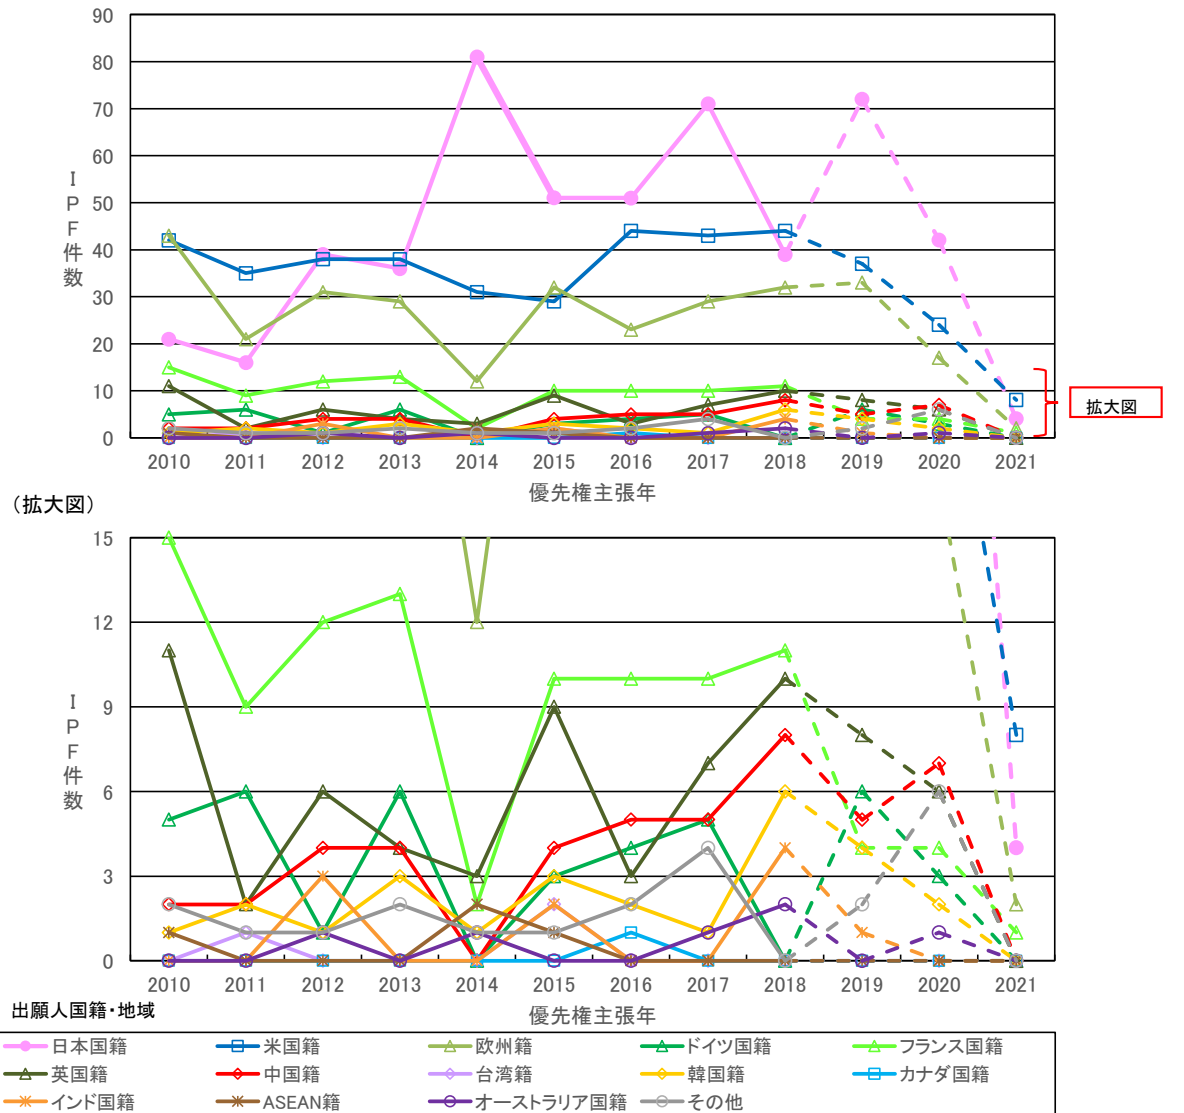 90
80
70
60
50
40
30
20
10
0
IPF件数
2010 2011 2012 2013 2014 2015 2016 2017 2018 2019 2020 2021
優先権主張年
拡大図
(拡大図)
15
12
9
6
3
0
IPF件数
2010 2011 2012 2013 2014 2015 2016 2017 2018 2019 2020 2021
優先権主張年
出願人国籍・地域
日本国籍 米国籍 欧州籍 ドイツ国籍 フランス国籍
英国籍 中国籍 台湾籍 韓国籍 カナダ国籍
インド国籍 ASEAN籍 オーストラリア国籍 その他